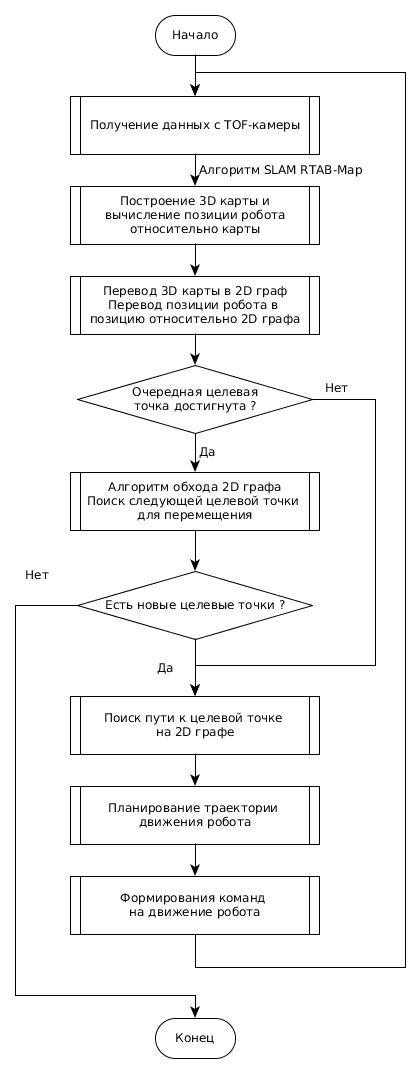 Начало
Получение данных с TOF-камеры
Алгоритм SLAM RTAB-Map
Построение 3D карты и
вычисление позиции робота
относительно карты
Перевод 3D карты в 2D граф
Перевод позиции робота в
позицию относительно 2D графа
Очередная целевая
точка достигнута ?
Нет
Да
Алгоритм обхода 2D графа
Поиск следующей целевой точки
для перемещения
Нет
Есть новые целевые точки ?
Да
Поиск пути к целевой точке
на 2D графе
Планирование траектории
движения робота
Формирования команд
на движение робота
Конец